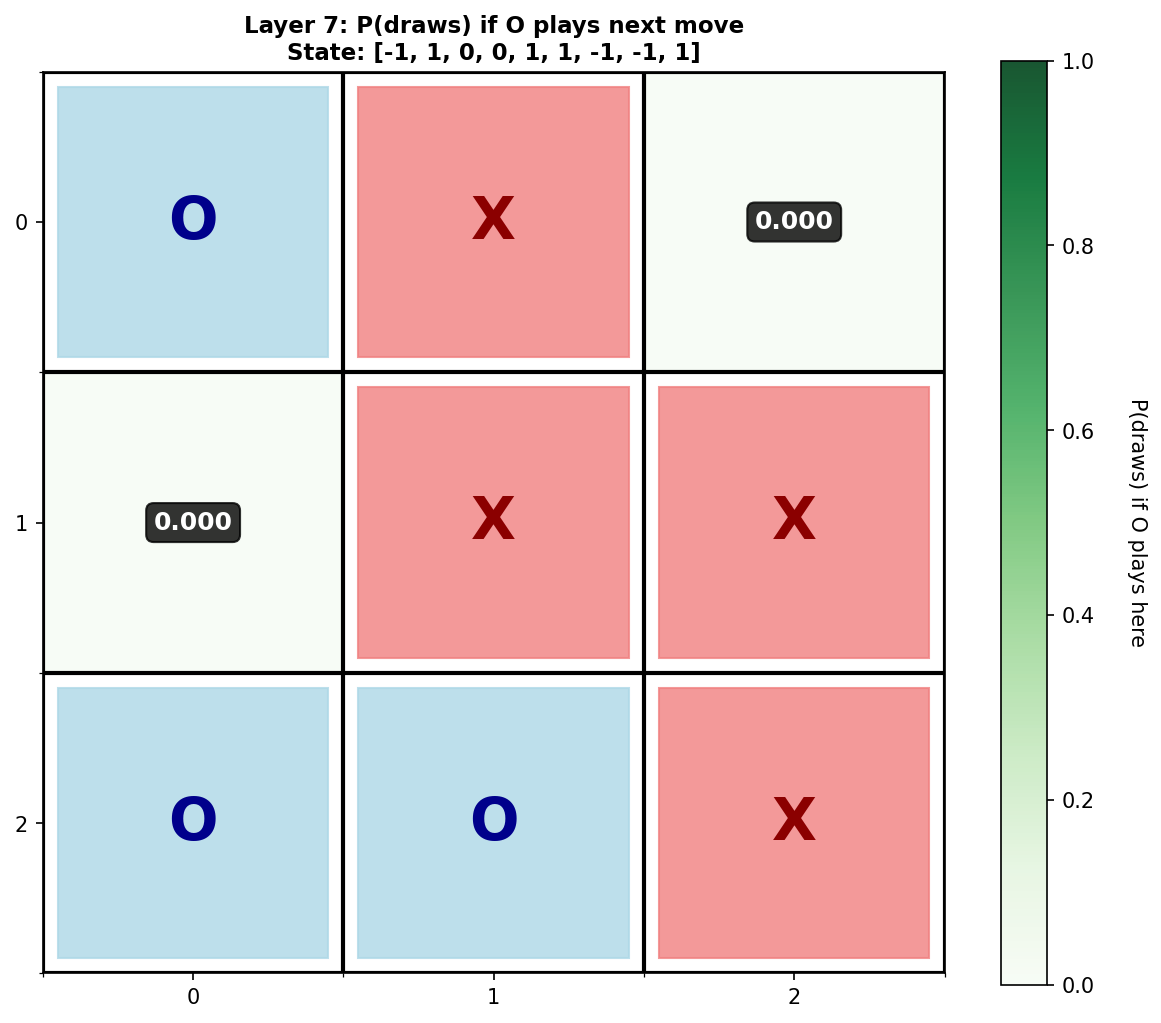 Layer 7: P(draws) if O plays next move
State: [-1, 1, 0, 0, 1, 1, -1, -1, 1]
0
O
X
0.000
1
0.000
X
X
2
O
O
X
0
1
2
1.0
0.8
0.6
0.4
0.2
0.0
P(draws) if O plays here